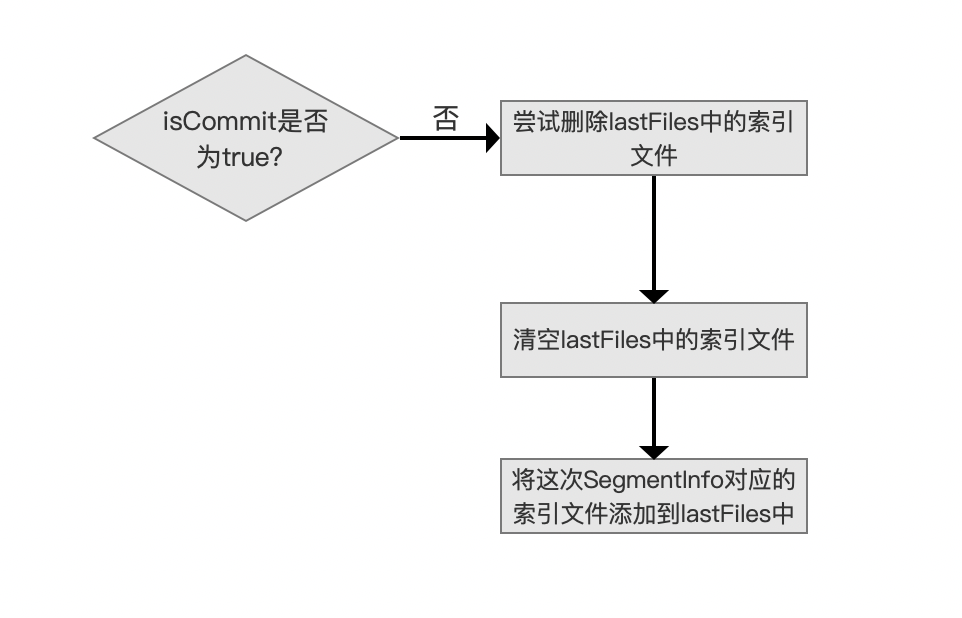 isCommit是否
为true?
否
尝试删除lastFiles中的索引
文件
清空lastFiles中的索引文件
将这次SegmentInfo对应的
索引文件添加到lastFiles中